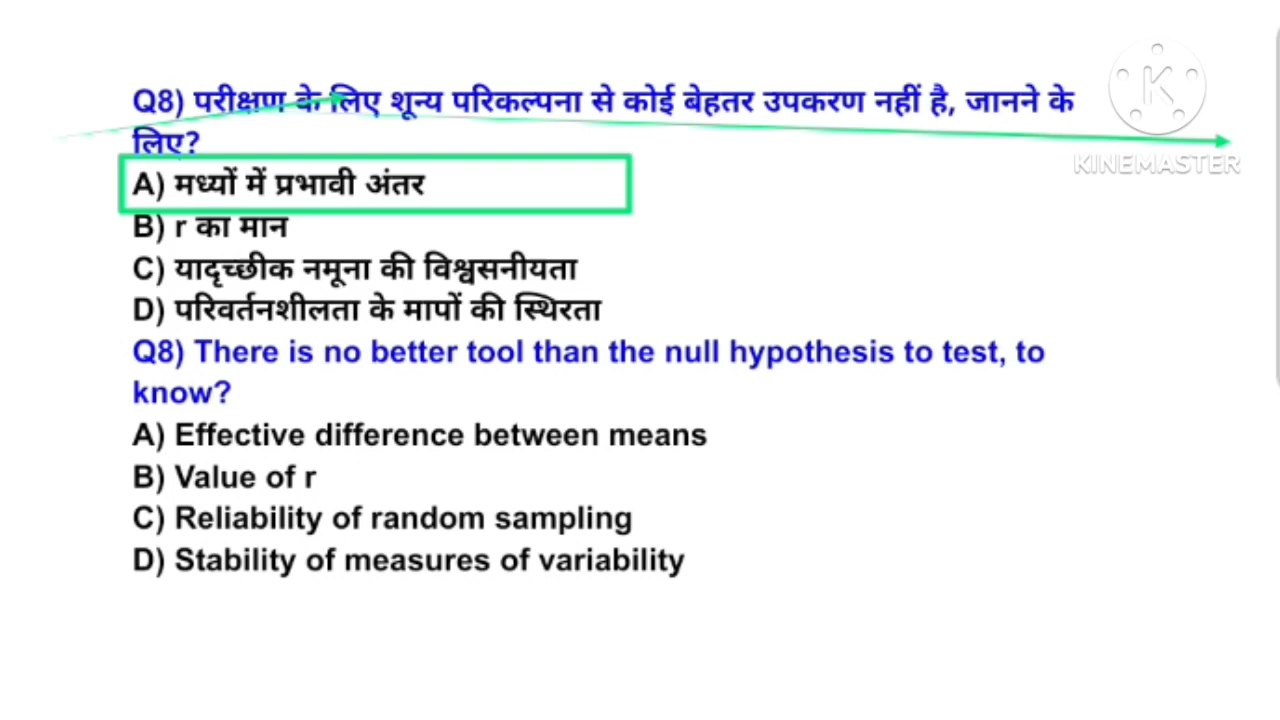 Q8) परीक्षण के लिए शून्य परिकल्पना से कोई बेहतर उपकरण नहीं है, जानने के
लिए?
A) मध्यों में प्रभावी अंतर
B) r का मान
C) यादृच्छीक नमूना की विश्वसनीयता
D) परिवर्तनशीलता के मापों की स्थिरता
Q8) There is no better tool than the null hypothesis to test, to
know?
A) Effective difference between means
B) Value of r
C) Reliability of random sampling
D) Stability of measures of variability
K
KINEMASTER